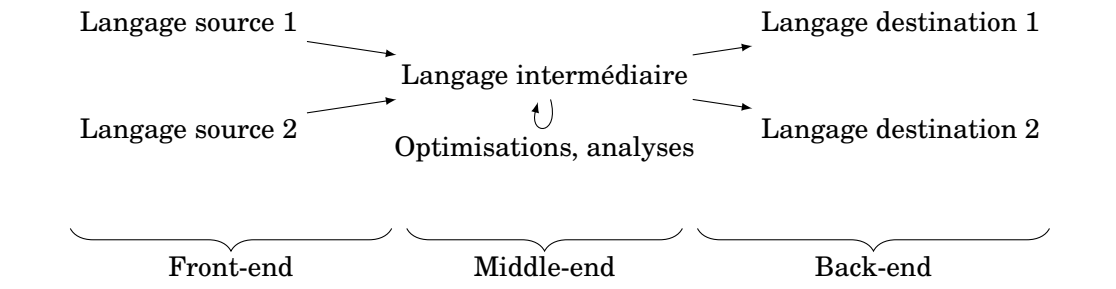 Langage source 1
Langage destination 1
Langage intermédiaire
Langage source 2
Langage destination 2
Optimisations, analyses
Front-end
Middle-end
Back-end